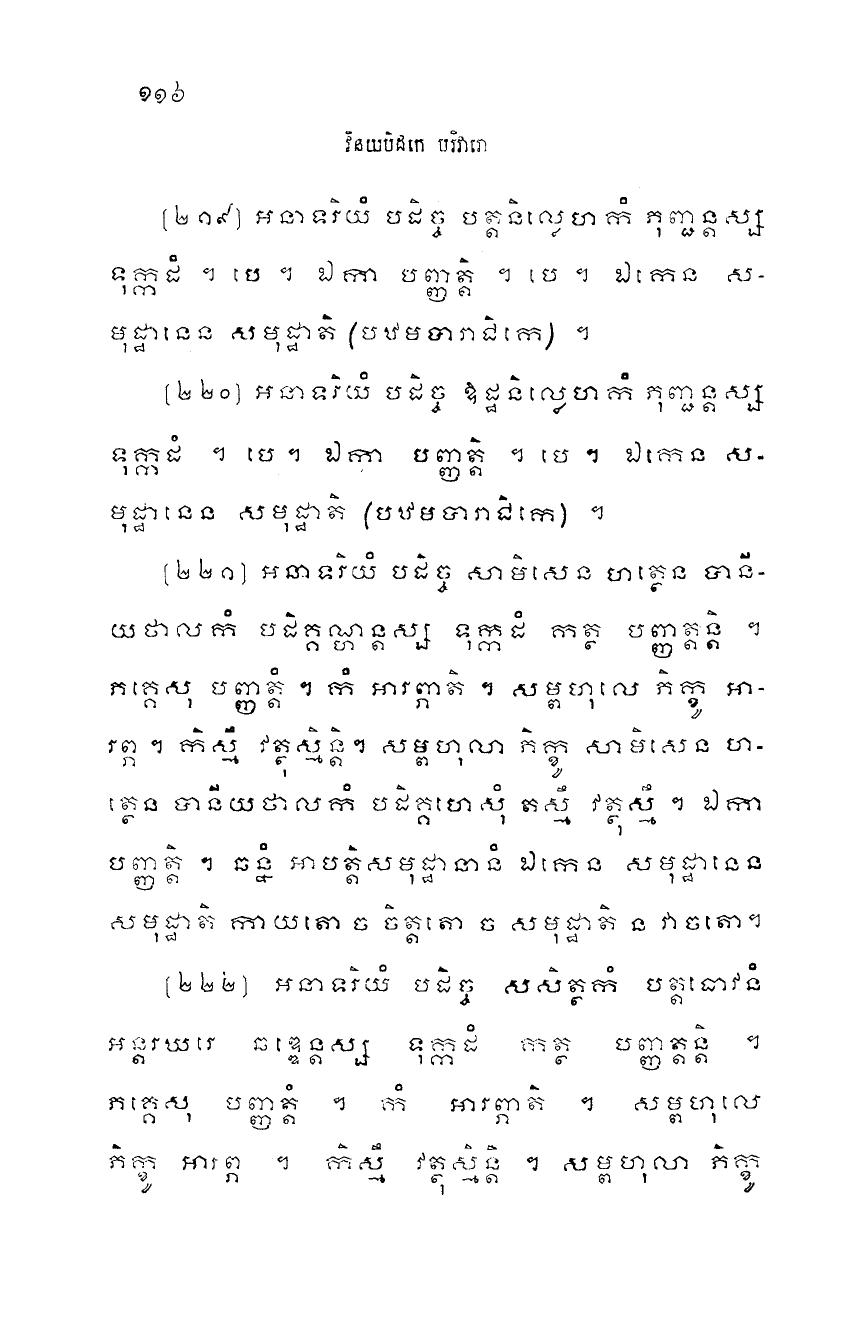 ១១៦
វិនយបិដកេ បរិវារោ
[២១៩] អនាទរិយំ បដិច្ច បត្តនិល្លេហកំ ភុញ្ជន្តស្ស
ទុក្កដំ ។ បេ ។ ឯកា បញ្ញត្តិ ។ បេ ។ ឯកេន ស-
មុដ្ឋានេន សមុដ្ឋាតិ (បឋមបារាជិកេ) ។
[២២០] អនាទរិយំ បដិច្ច ឱដ្ឋនិល្លេហកំ ភុញ្ជន្តស្ស
ទុក្កដំ ។ បេ ។ ឯកា បញ្ញត្តិ ។ បេ ។ ឯកេន ស-
មុដ្ឋានេន សមុដ្ឋាតិ (បឋមបារាជិកេ) ។
[២២១] អនាទរិយំ បដិច្ច សាមិសេន ហត្ថេន បានី-
យថាលកំ បដិគ្គណ្ហន្តស្ស ទុក្កដំ កត្ថ បញ្ញត្តន្តិ ។
ភគ្គេសុ បញ្ញត្តំ ។ កំ អារព្ភាតិ ។ សម្ពហុលេ ភិក្ខូ អា-
រព្ភ ។ កិស្មឹ វត្ថុស្មិន្តិ ។ សម្ពហុលា ភិក្ខូ សាមិសេន ហ-
ត្ថេន បានីយថាលកំ បដិគ្គហេសុំ តស្មឹ វត្ថុស្មឹ ។ ឯកា
បញ្ញត្តិ ។ ឆន្នំ អាបត្តិសមុដ្ឋានានំ ឯកេន សមុដ្ឋានេន
សមុដ្ឋាតិ កាយតោ ច ចិត្តតោ ច សមុដ្ឋាតិ ន វាចតោ ។
[២២២] អនាទរិយំ បដិច្ច សសិត្ថកំ បត្តធោវនំ
អន្តរឃរេ ឆឌ្ឌេន្តស្ស ទុក្កដំ កត្ថ បញ្ញត្តន្តិ ។
ភគ្គេសុ បញ្ញត្តំ ។ កំ អារព្ភាតិ ។ សម្ពហុលេ
ភិក្ខូ អារព្ភ ។ កិស្មឹ វត្ថុស្មិន្តិ ។ សម្ពហុលា ភិក្ខូ